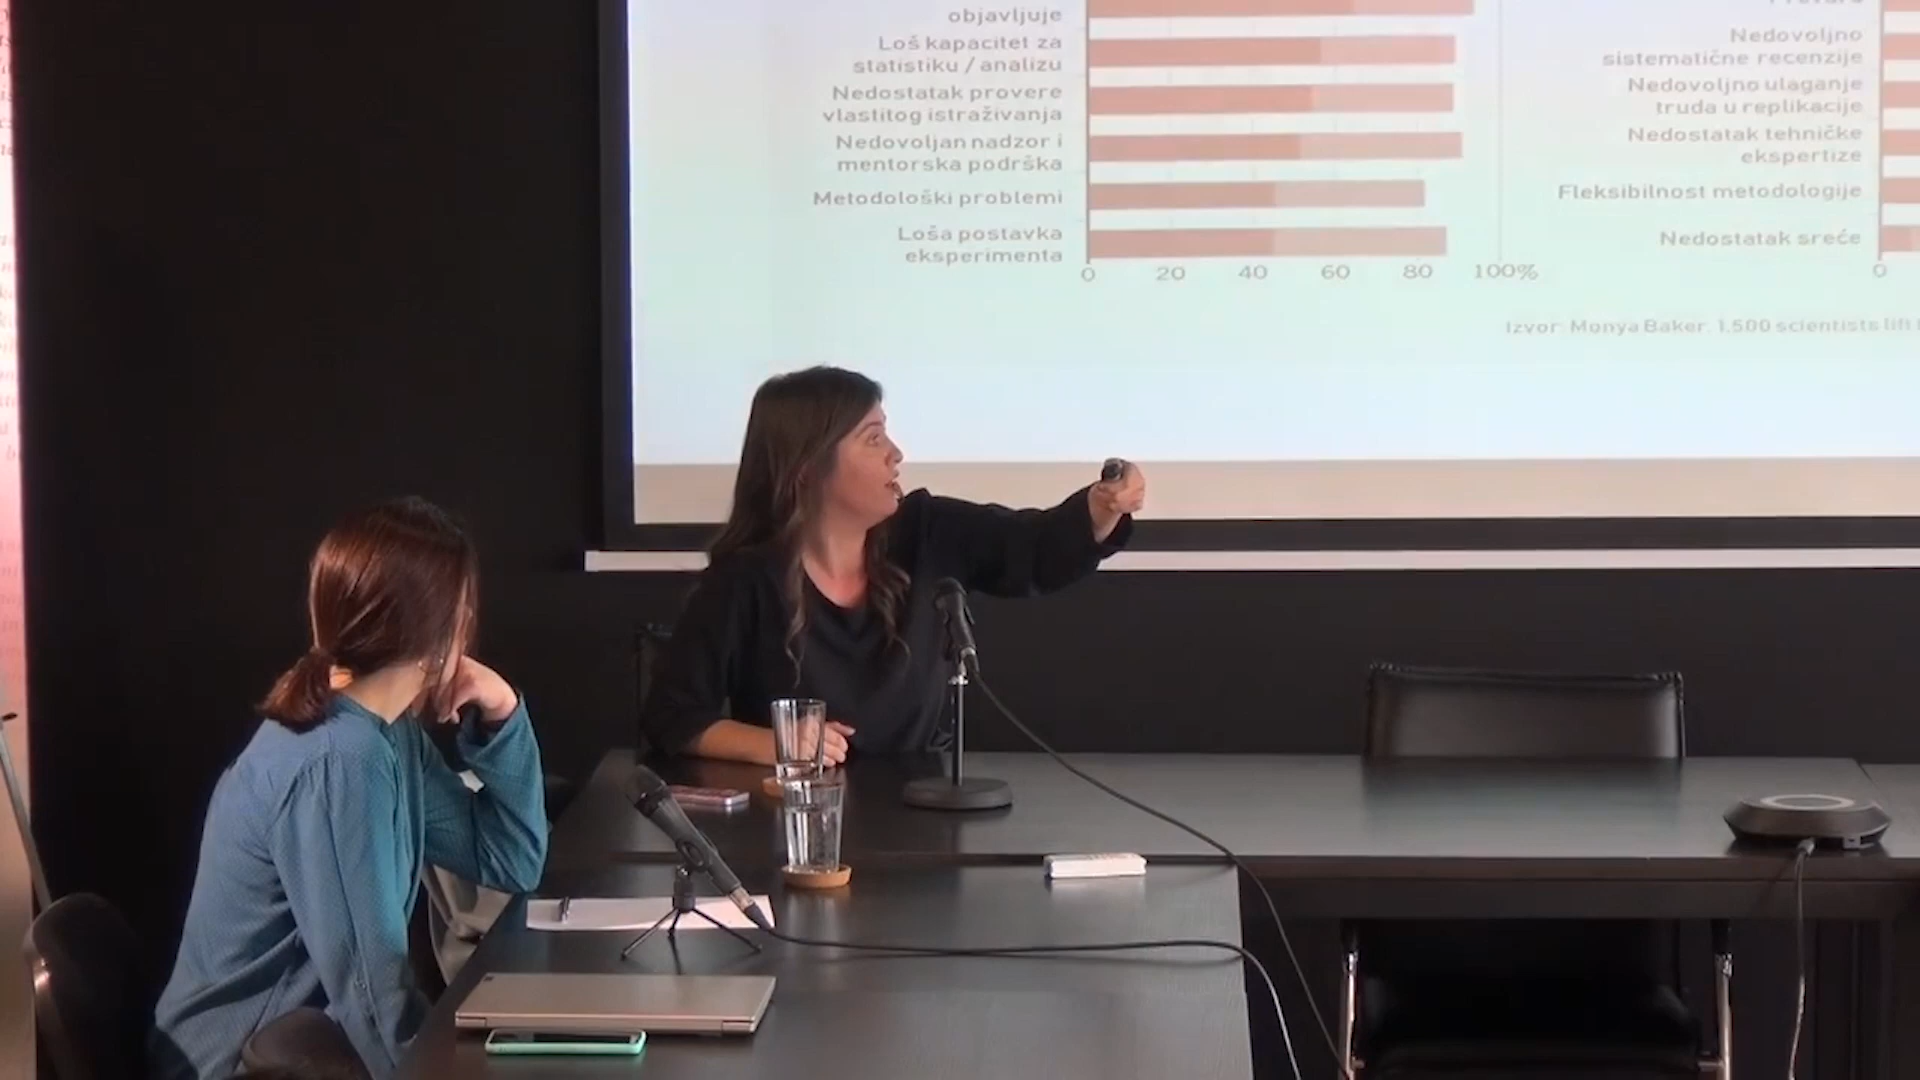 objavljuje
Loš kapacitet za
statistiku / analizu
Nedostatak provere
vlastitog istraživanja
Nedovoljan nadzor i
mentorska podrška
Metodološki problemi
Loša postavka
eksperimenta
0 20 40 60 80 100%
Nedovoljno
sistematične recenzije
Nedovoljno ulaganje
truda u replikacije
Nedostatak tehničke
ekspertize
Fleksibilnost metodologije
Nedostatak sreće
0
Izvor: Monya Baker. 1,500 scientists lift